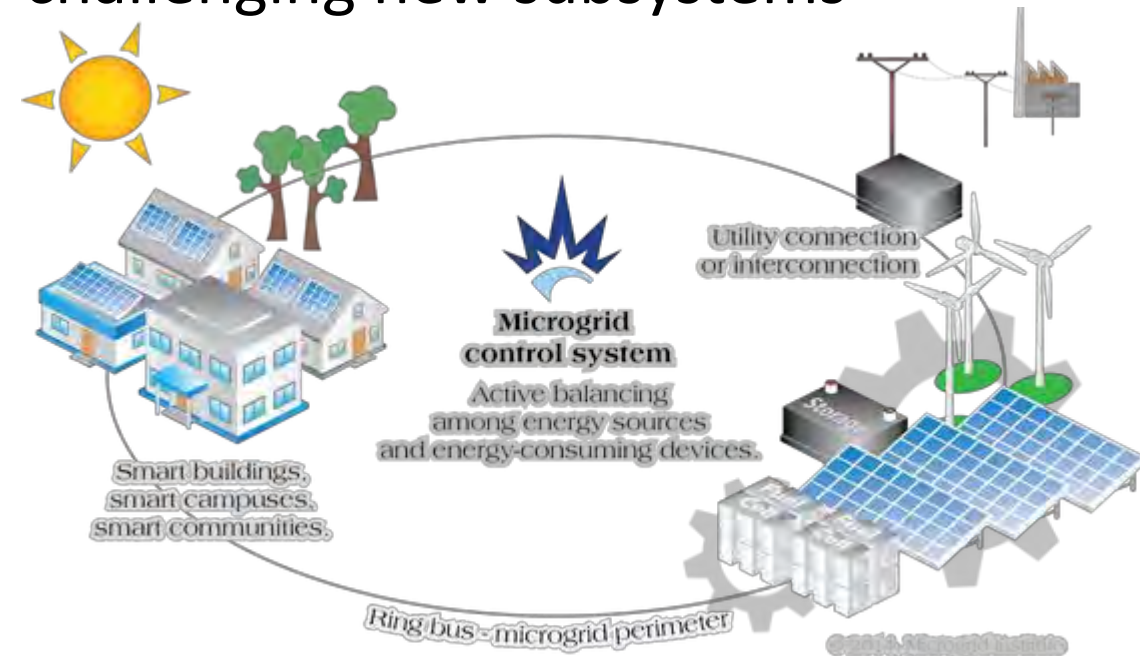 challenging new subsystems
Utility connection
or interconnection
Microgrid
control system
Active balancing
among energy sources
and energy-consuming devices.
Storage
Smart buildings,
smart campuses,
smart communities.
Ring bus - microgrid perimeter
© 2014, Microgrid Institute